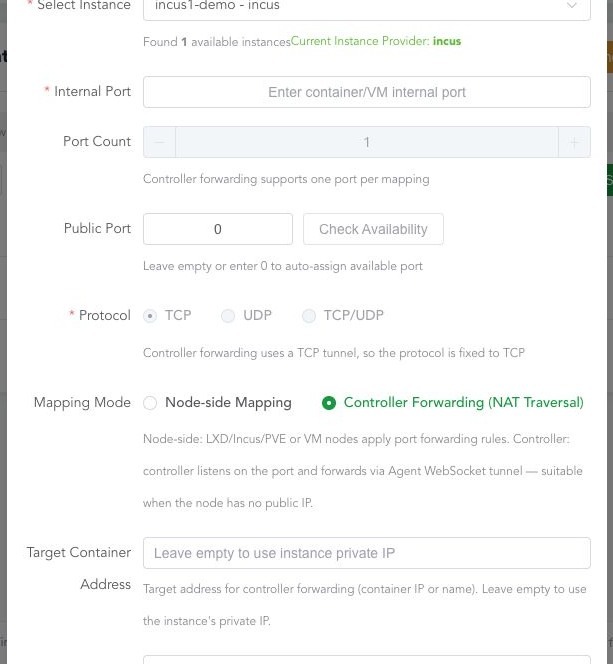 * Select Instance
incus1-demo - incus
Found 1 available instancesCurrent Instance Provider: incus
* Internal Port
Enter container/VM internal port
Port Count
1
Controller forwarding supports one port per mapping
Public Port
0
Check Availability
Leave empty or enter 0 to auto-assign available port
* Protocol
TCP
UDP
TCP/UDP
Controller forwarding uses a TCP tunnel, so the protocol is fixed to TCP
Mapping Mode
Node-side Mapping
Controller Forwarding (NAT Traversal)
Node-side: LXD/Incus/PVE or VM nodes apply port forwarding rules. Controller:
controller listens on the port and forwards via Agent WebSocket tunnel — suitable
when the node has no public IP.
Target Container
Address
Leave empty to use instance private IP
Target address for controller forwarding (container IP or name). Leave empty to use
the instance's private IP.